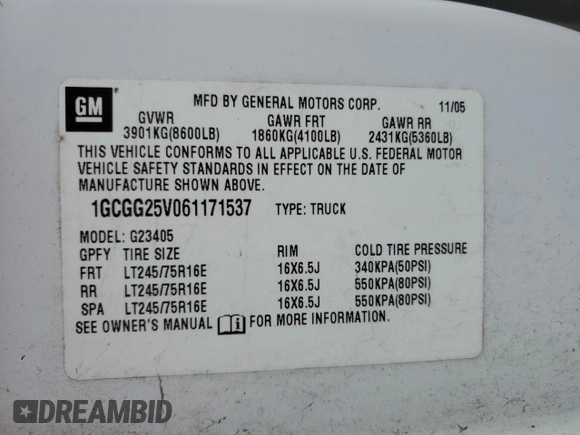 GM
MFD BY GENERAL MOTORS CORP. 11/05
GVWR GAWR FRT GAWR RR
3901KG(8600LB) 1860KG(4100LB) 2431KG(5360LB)
THIS VEHICLE CONFORMS TO ALL APPLICABLE U.S. FEDERAL MOTOR
VEHICLE SAFETY STANDARDS IN EFFECT ON THE DATE OF
MANUFACTURE SHOWN ABOVE.
1GCGG25V061171537 TYPE: TRUCK
MODEL: G23405
GPFY TIRE SIZE RIM COLD TIRE PRESSURE
FRT LT245/75R16E 16X6.5J 340KPA(50PSI)
RR LT245/75R16E 16X6.5J 550KPA(80PSI)
SPA LT245/75R16E 16X6.5J 550KPA(80PSI)
SEE OWNER'S MANUAL FOR MORE INFORMATION.
DREAMBID